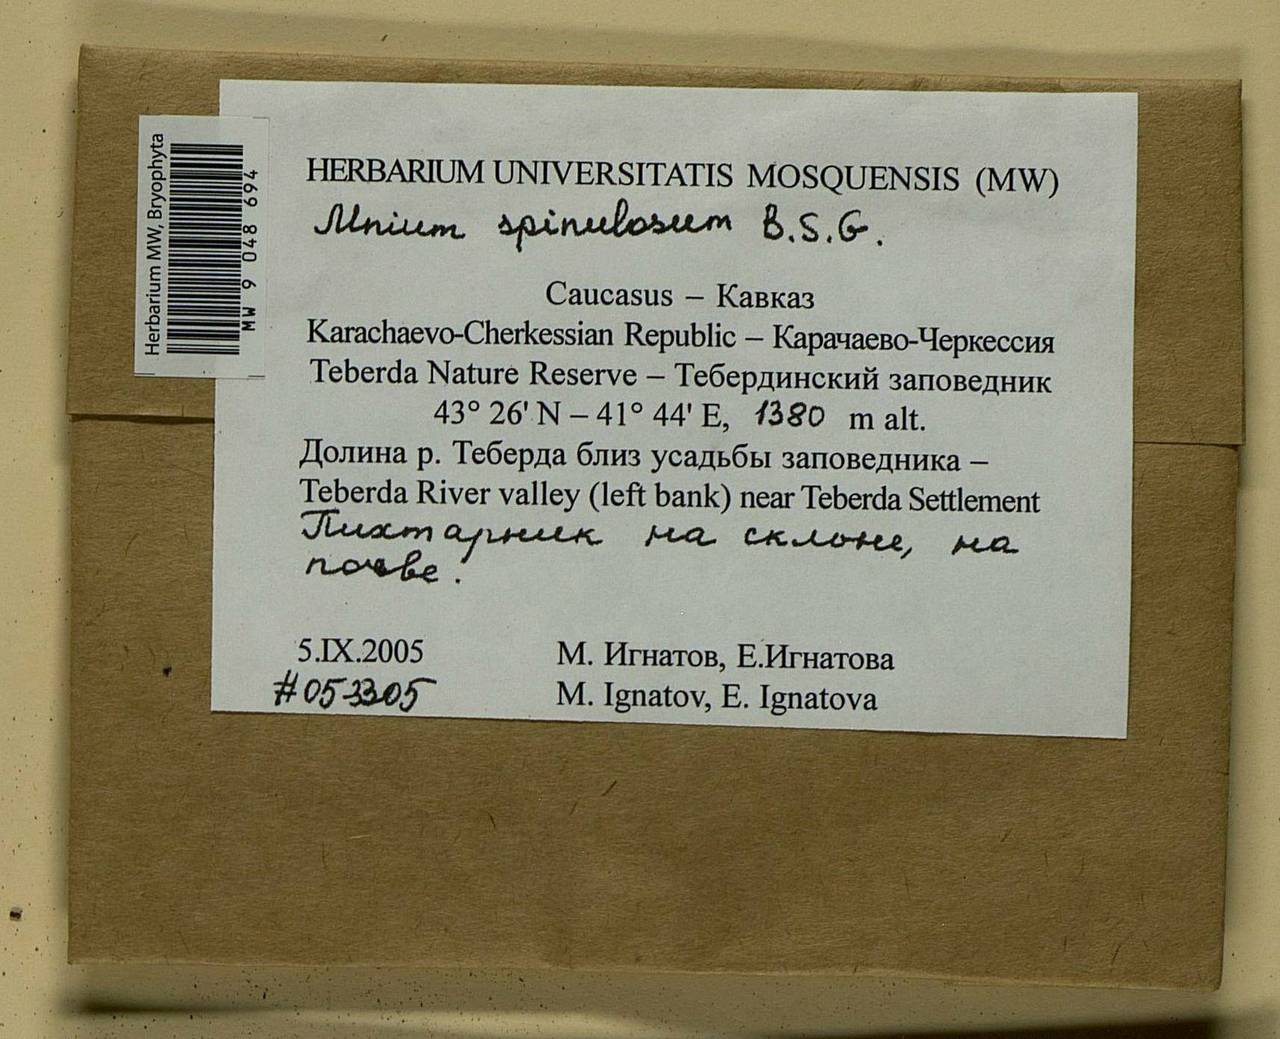 Herbarium MW, Bryophyta
MW 9 048 694
HERBARIUM UNIVERSITATIS MOSQUENSIS (MW)
Mnium spinulosum B.S.G.
Caucasus – Кавказ
Karachaevo-Cherkessian Republic – Карачаево-Черкессия
Teberda Nature Reserve – Тебердинский заповедник
43° 26' N – 41° 44' E, 1380 m alt.
Долина р. Теберда близ усадьбы заповедника –
Teberda River valley (left bank) near Teberda Settlement
Пихтарник на склоне, на
почве.
5.IX.2005 М. Игнатов, Е.Игнатова
#05-3305 M. Ignatov, E. Ignatova